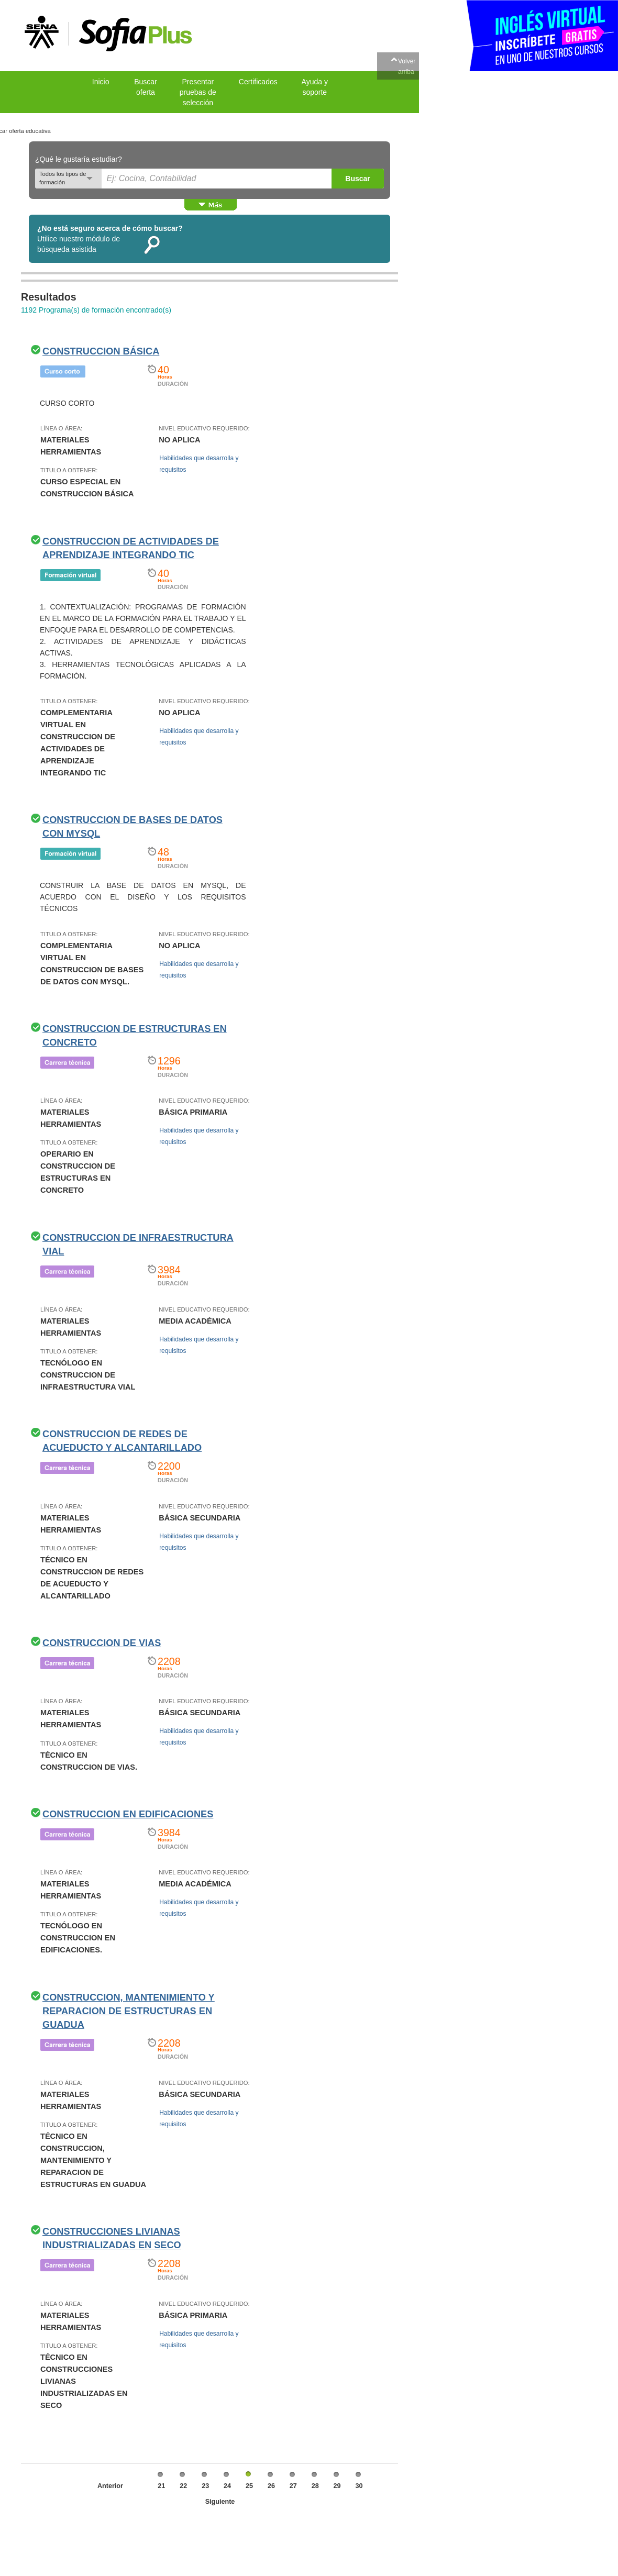 SENA
SofiaPlus
INGLÉS VIRTUAL
INSCRÍBETE GRATIS
EN UNO DE NUESTROS CURSOS
Volver
arriba
Inicio
Buscar
oferta
Presentar
pruebas de
selección
Certificados
Ayuda y
soporte
car oferta educativa
¿Qué le gustaría estudiar?
Todos los tipos de
formación
Ej: Cocina, Contabilidad
Buscar
Más
¿No está seguro acerca de cómo buscar?
Utilice nuestro módulo de
búsqueda asistida
Resultados
1192 Programa(s) de formación encontrado(s)
CONSTRUCCION BÁSICA
Curso corto
40
Horas
DURACIÓN
CURSO CORTO
LÍNEA O ÁREA:
MATERIALES
HERRAMIENTAS
TITULO A OBTENER:
CURSO ESPECIAL EN
CONSTRUCCION BÁSICA
NIVEL EDUCATIVO REQUERIDO:
NO APLICA
Habilidades que desarrolla y
requisitos
CONSTRUCCION DE ACTIVIDADES DE
APRENDIZAJE INTEGRANDO TIC
Formación virtual
40
Horas
DURACIÓN
1. CONTEXTUALIZACIÓN: PROGRAMAS DE FORMACIÓN
EN EL MARCO DE LA FORMACIÓN PARA EL TRABAJO Y EL
ENFOQUE PARA EL DESARROLLO DE COMPETENCIAS.
2. ACTIVIDADES DE APRENDIZAJE Y DIDÁCTICAS
ACTIVAS.
3. HERRAMIENTAS TECNOLÓGICAS APLICADAS A LA
FORMACIÓN.
TITULO A OBTENER:
COMPLEMENTARIA
VIRTUAL EN
CONSTRUCCION DE
ACTIVIDADES DE
APRENDIZAJE
INTEGRANDO TIC
NIVEL EDUCATIVO REQUERIDO:
NO APLICA
Habilidades que desarrolla y
requisitos
CONSTRUCCION DE BASES DE DATOS
CON MYSQL
Formación virtual
48
Horas
DURACIÓN
CONSTRUIR LA BASE DE DATOS EN MYSQL, DE
ACUERDO CON EL DISEÑO Y LOS REQUISITOS
TÉCNICOS
TITULO A OBTENER:
COMPLEMENTARIA
VIRTUAL EN
CONSTRUCCION DE BASES
DE DATOS CON MYSQL.
NIVEL EDUCATIVO REQUERIDO:
NO APLICA
Habilidades que desarrolla y
requisitos
CONSTRUCCION DE ESTRUCTURAS EN
CONCRETO
Carrera técnica
1296
Horas
DURACIÓN
LÍNEA O ÁREA:
MATERIALES
HERRAMIENTAS
TITULO A OBTENER:
OPERARIO EN
CONSTRUCCION DE
ESTRUCTURAS EN
CONCRETO
NIVEL EDUCATIVO REQUERIDO:
BÁSICA PRIMARIA
Habilidades que desarrolla y
requisitos
CONSTRUCCION DE INFRAESTRUCTURA
VIAL
Carrera técnica
3984
Horas
DURACIÓN
LÍNEA O ÁREA:
MATERIALES
HERRAMIENTAS
TITULO A OBTENER:
TECNÓLOGO EN
CONSTRUCCION DE
INFRAESTRUCTURA VIAL
NIVEL EDUCATIVO REQUERIDO:
MEDIA ACADÉMICA
Habilidades que desarrolla y
requisitos
CONSTRUCCION DE REDES DE
ACUEDUCTO Y ALCANTARILLADO
Carrera técnica
2200
Horas
DURACIÓN
LÍNEA O ÁREA:
MATERIALES
HERRAMIENTAS
TITULO A OBTENER:
TÉCNICO EN
CONSTRUCCION DE REDES
DE ACUEDUCTO Y
ALCANTARILLADO
NIVEL EDUCATIVO REQUERIDO:
BÁSICA SECUNDARIA
Habilidades que desarrolla y
requisitos
CONSTRUCCION DE VIAS
Carrera técnica
2208
Horas
DURACIÓN
LÍNEA O ÁREA:
MATERIALES
HERRAMIENTAS
TITULO A OBTENER:
TÉCNICO EN
CONSTRUCCION DE VIAS.
NIVEL EDUCATIVO REQUERIDO:
BÁSICA SECUNDARIA
Habilidades que desarrolla y
requisitos
CONSTRUCCION EN EDIFICACIONES
Carrera técnica
3984
Horas
DURACIÓN
LÍNEA O ÁREA:
MATERIALES
HERRAMIENTAS
TITULO A OBTENER:
TECNÓLOGO EN
CONSTRUCCION EN
EDIFICACIONES.
NIVEL EDUCATIVO REQUERIDO:
MEDIA ACADÉMICA
Habilidades que desarrolla y
requisitos
CONSTRUCCION, MANTENIMIENTO Y
REPARACION DE ESTRUCTURAS EN
GUADUA
Carrera técnica
2208
Horas
DURACIÓN
LÍNEA O ÁREA:
MATERIALES
HERRAMIENTAS
TITULO A OBTENER:
TÉCNICO EN
CONSTRUCCION,
MANTENIMIENTO Y
REPARACION DE
ESTRUCTURAS EN GUADUA
NIVEL EDUCATIVO REQUERIDO:
BÁSICA SECUNDARIA
Habilidades que desarrolla y
requisitos
CONSTRUCCIONES LIVIANAS
INDUSTRIALIZADAS EN SECO
Carrera técnica
2208
Horas
DURACIÓN
LÍNEA O ÁREA:
MATERIALES
HERRAMIENTAS
TITULO A OBTENER:
TÉCNICO EN
CONSTRUCCIONES
LIVIANAS
INDUSTRIALIZADAS EN
SECO
NIVEL EDUCATIVO REQUERIDO:
BÁSICA PRIMARIA
Habilidades que desarrolla y
requisitos
Anterior 21 22 23 24 25 26 27 28 29 30
Siguiente